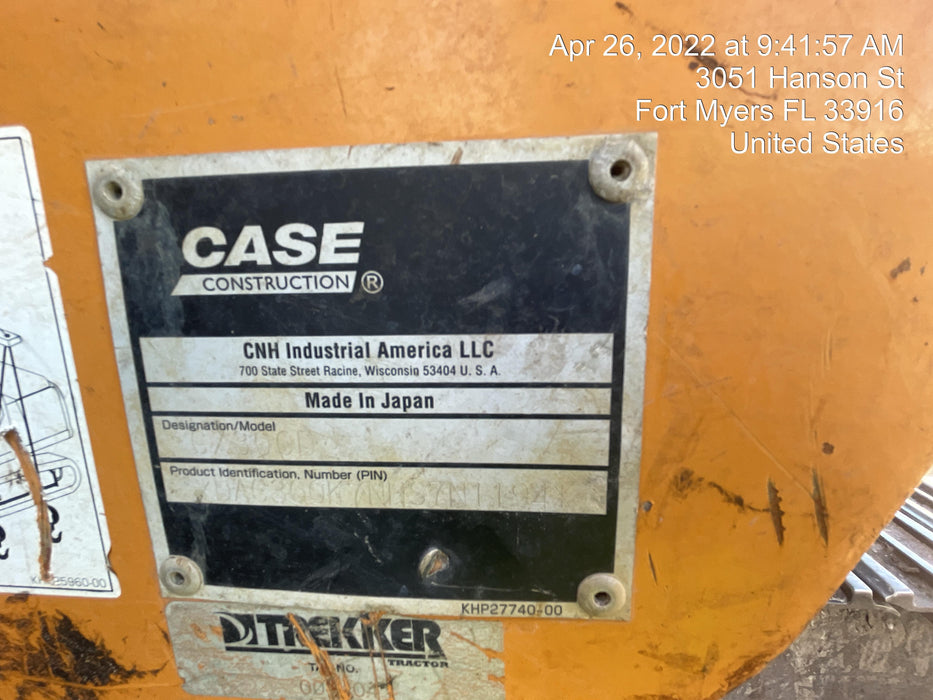 Apr 26, 2022 at 9:41:57 AM
3051 Hanson St
Fort Myers FL 33916
United States
CASE
CONSTRUCTION ®
CNH Industrial America LLC
700 State Street Racine, Wisconsin 53404 U. S. A.
Made In Japan
Designation/Model
Product Identification, Number (PIN)
KHP27740-00
TREKKER
TRACTOR
NO.